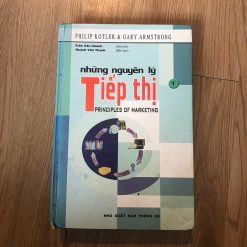 PHILIP KOTLER & GARY ARMSTRONG
Trần Văn Chánh
Huỳnh Văn Thanh
những nguyên lý
Tiếp thị
1
PRINCIPLES OF MARKETING
NHÀ XUẤT BẢN THỐNG KÊ